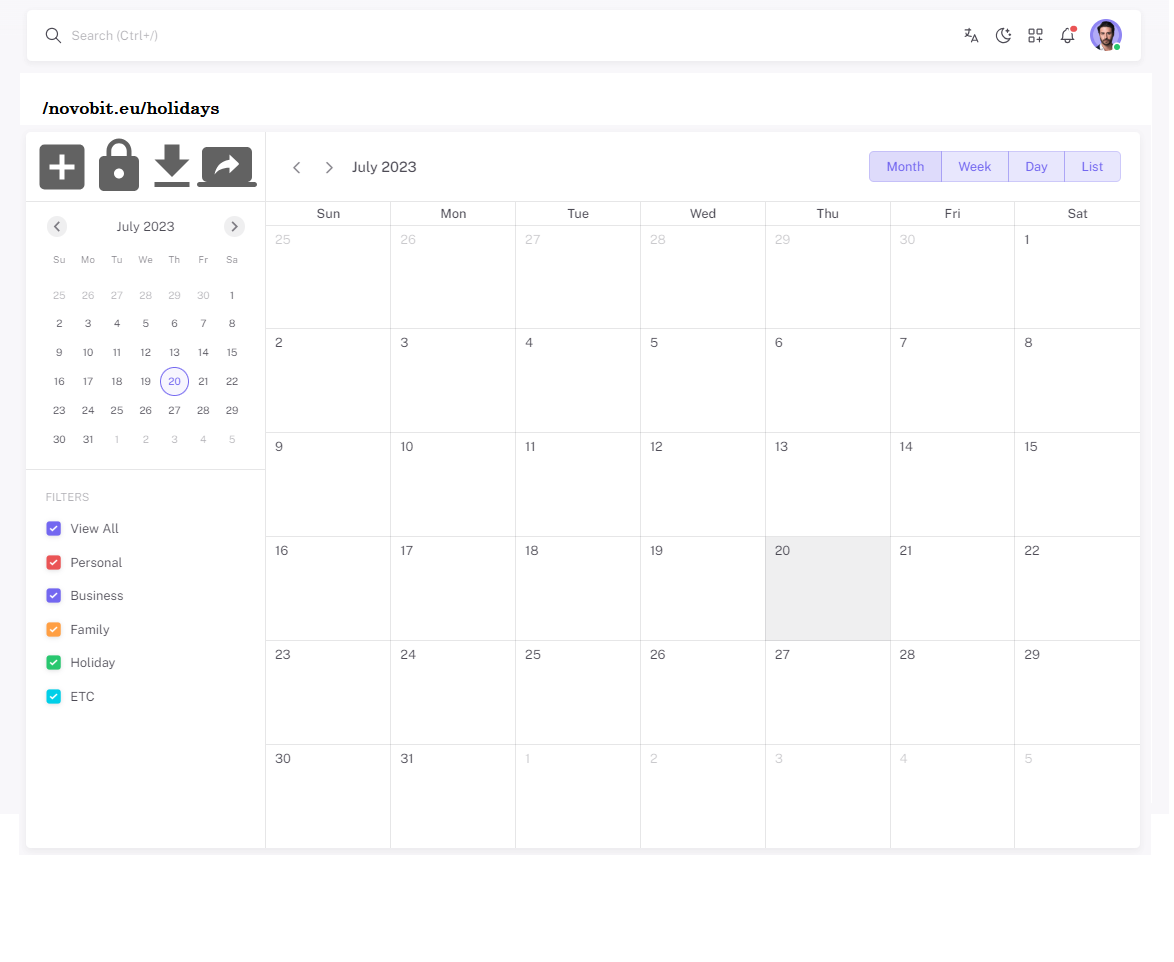 Search (Ctrl+/)
/novobit.eu/holidays
July 2023
Month Week Day List
July 2023
Su Mo Tu We Th Fr Sa
25 26 27 28 29 30 1
2 3 4 5 6 7 8
9 10 11 12 13 14 15
16 17 18 19 20 21 22
23 24 25 26 27 28 29
30 31 1 2 3 4 5
FILTERS
View All
Personal
Business
Family
Holiday
ETC
Sun Mon Tue Wed Thu Fri Sat
25 26 27 28 29 30 1
2 3 4 5 6 7 8
9 10 11 12 13 14 15
16 17 18 19 20 21 22
23 24 25 26 27 28 29
30 31 1 2 3 4 5